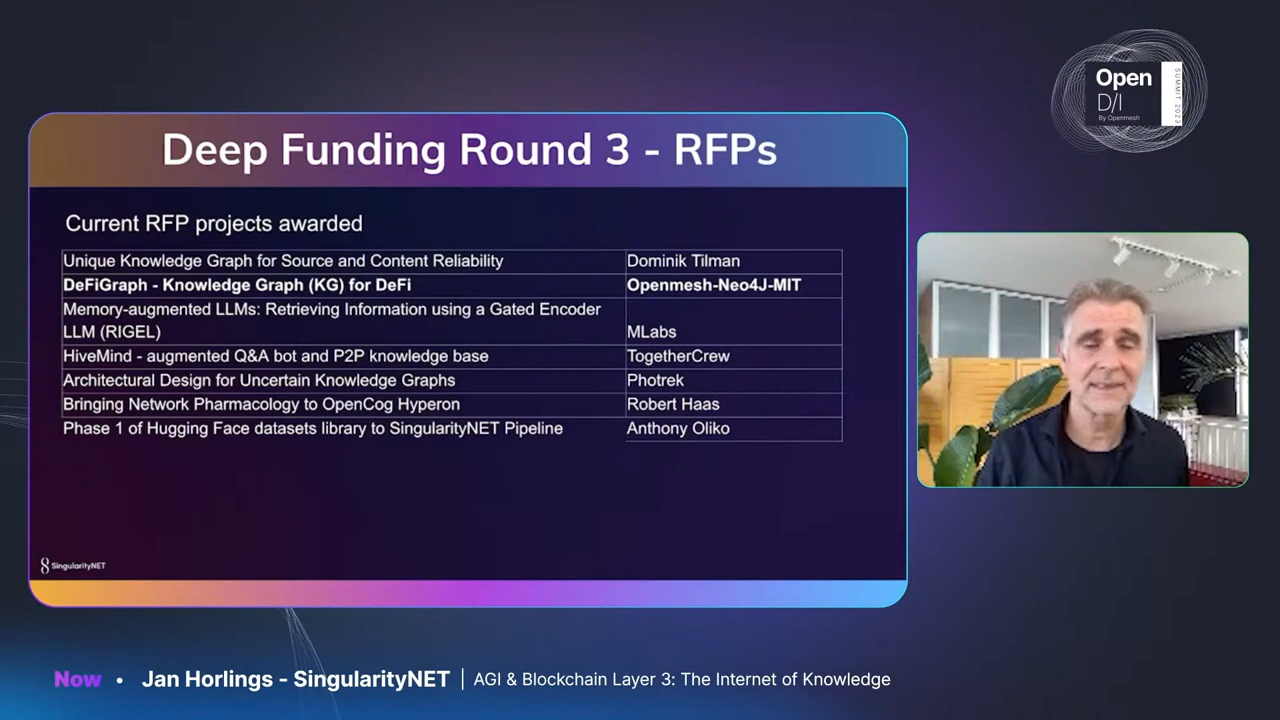 Open
D/I
By Openmesh
SUMMIT 2023
Deep Funding Round 3 - RFPs
Current RFP projects awarded
Unique Knowledge Graph for Source and Content Reliability Dominik Tilman
DeFiGraph - Knowledge Graph (KG) for DeFi Openmesh-Neo4J-MIT
Memory-augmented LLMs: Retrieving Information using a Gated Encoder
LLM (RIGEL) MLabs
HiveMind - augmented Q&A bot and P2P knowledge base TogetherCrew
Architectural Design for Uncertain Knowledge Graphs Photrek
Bringing Network Pharmacology to OpenCog Hyperon Robert Haas
Phase 1 of Hugging Face datasets library to SingularityNET Pipeline Anthony Oliko
SingularityNET
Now • Jan Horlings - SingularityNET | AGI & Blockchain Layer 3: The Internet of Knowledge